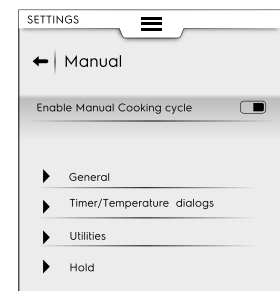 SETTINGS
Manual
Enable Manual Cooking cycle
General
Timer/Temperature dialogs
Utilities
Hold